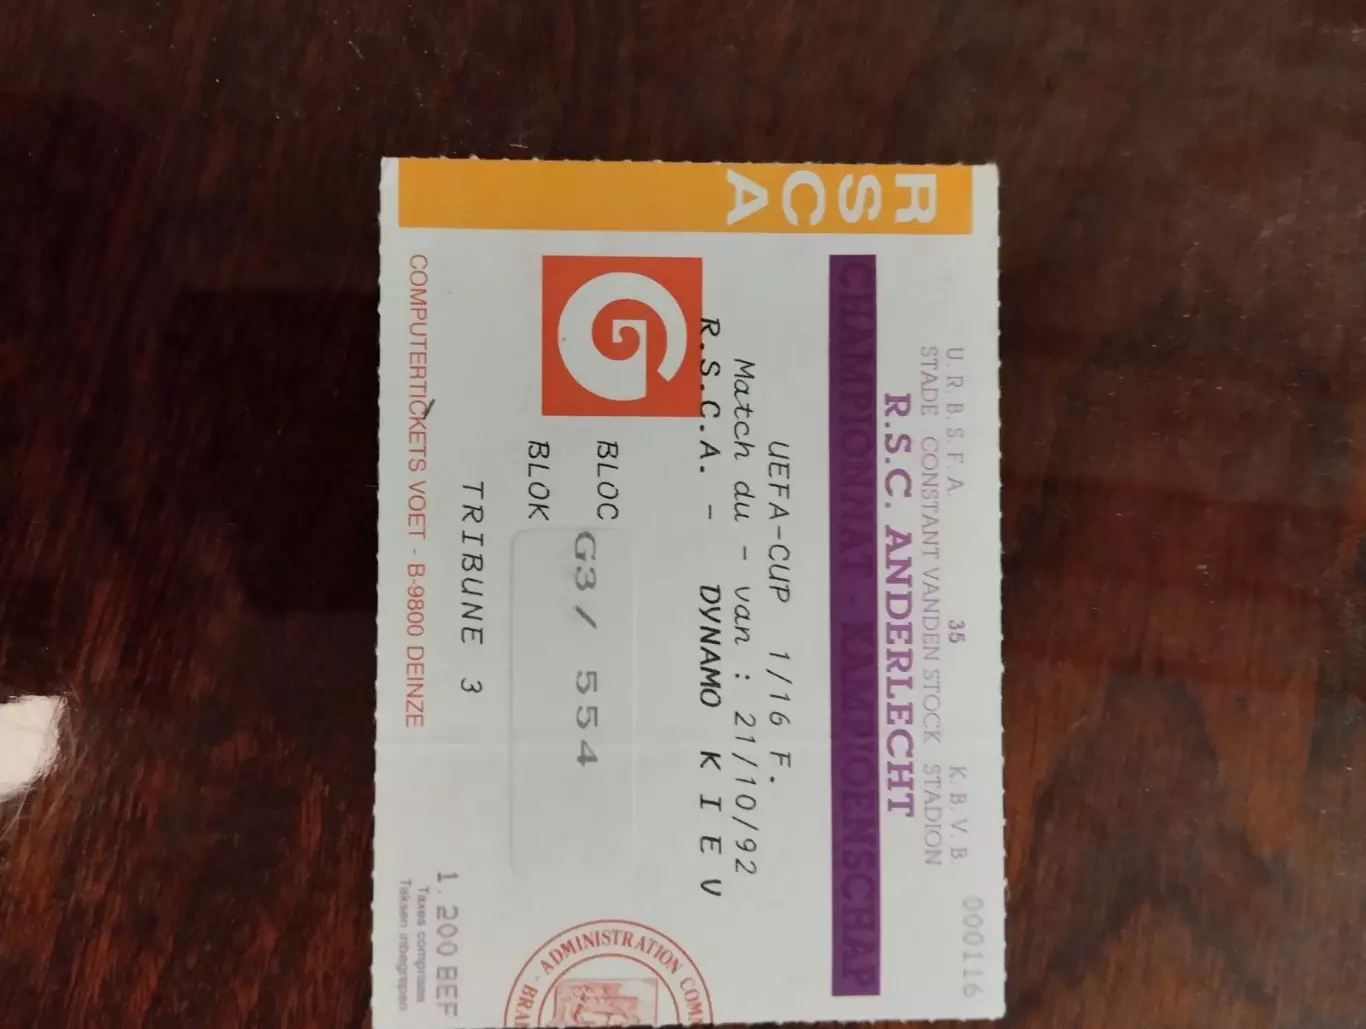 RSCA
U.R.B.S.F.A. 35 K.B.V.B. 000116
STADE CONSTANT VANDEN STOCK STADION
R.S.C. ANDERLECHT
CHAMPIONNAT - KAMPIOENSCHAP
UEFA-CUP 1/16 F.
Match du - van : 21/10/92
R.S.C.A. - DYNAMO KIEV
G
BLOC
G3/ 554
BLOK
TRIBUNE 3
1.200 BEF
Taxes comprises
Taksen inbegrepen
COMPUTERTICKETS VOET - B-9800 DEINZE
- ADMINISTRATION